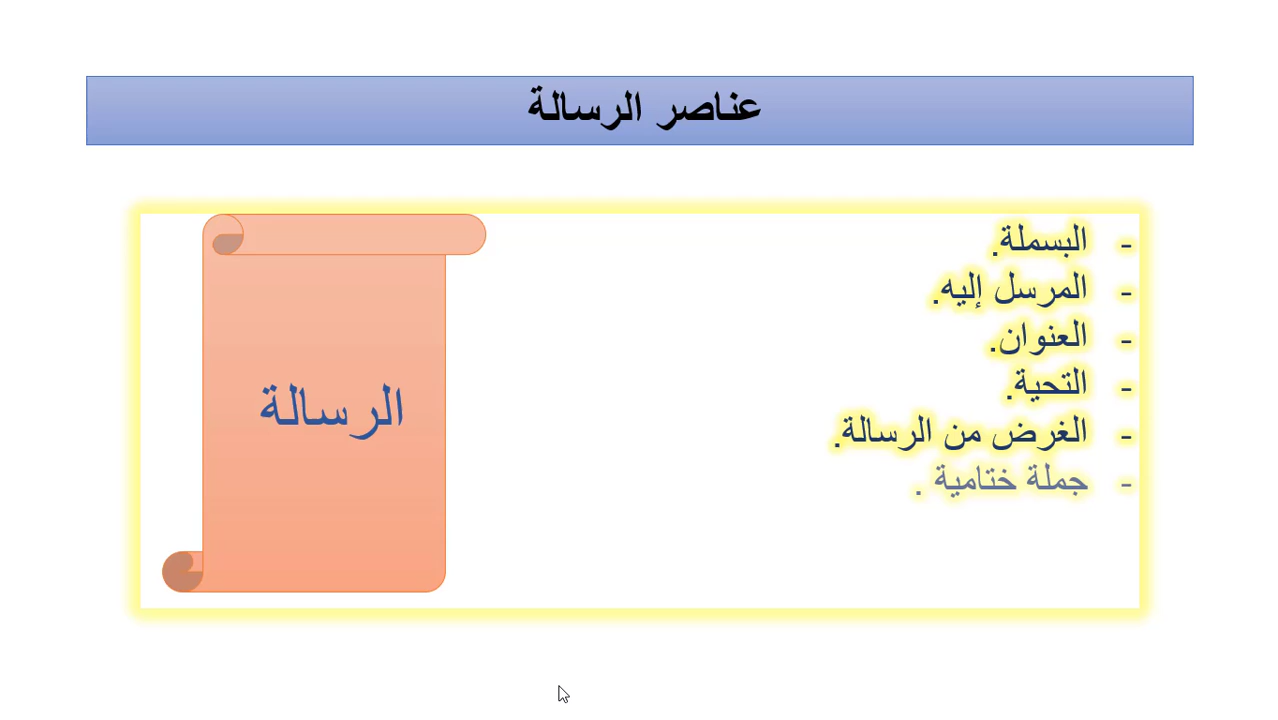 عناصر الرسالة
- البسملة.
- المرسل إليه.
- العنوان.
- التحية.
- الغرض من الرسالة.
- جملة ختامية .
الرسالة